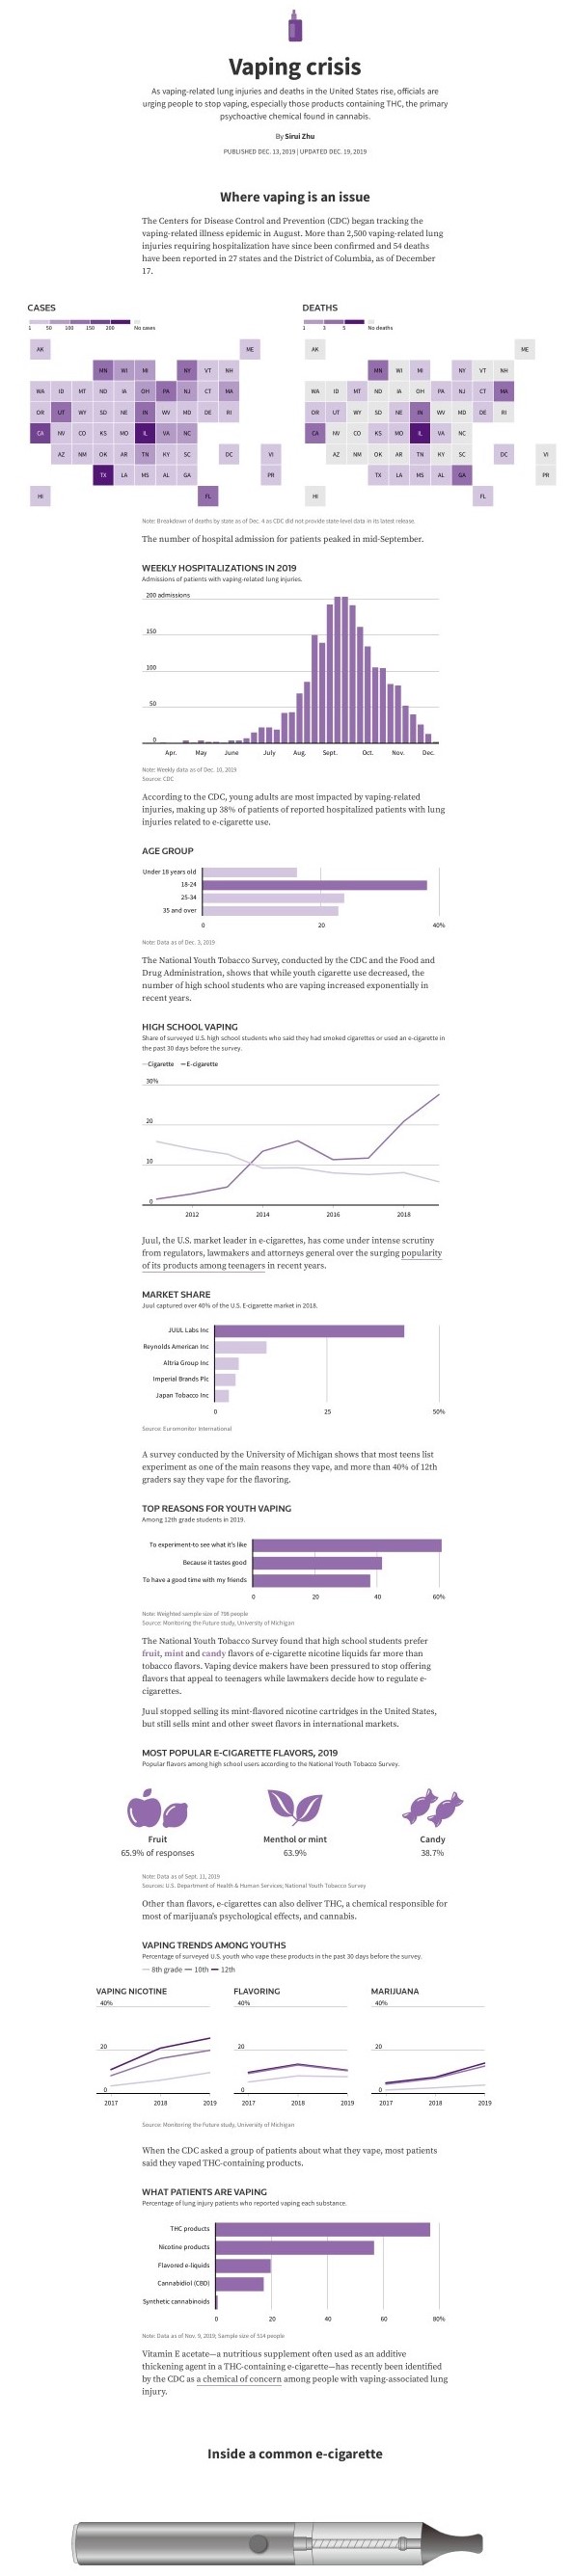 Vaping crisis
As vaping-related lung injuries and deaths in the United States rise, officials are
urging people to stop vaping, especially those products containing THC, the primary
psychoactive chemical found in cannabis.
By Sirui Zhu
PUBLISHED DEC. 13, 2019 | UPDATED DEC. 19, 2019
Where vaping is an issue
The Centers for Disease Control and Prevention (CDC) began tracking the
vaping-related illness epidemic in August. More than 2,500 vaping-related lung
injuries requiring hospitalization have since been confirmed and 54 deaths
have been reported in 27 states and the District of Columbia, as of December
17.
CASES
1 50 100 150 200 No cases
AK ME
MN WI MI NY VT NH
WA ID MT ND IA OH PA NJ CT MA
OR UT WY SD NE IN WV MD DE RI
CA NV CO KS MO IL VA NC
AZ NM OK AR TN KY SC DC VI
TX LA MS AL GA PR
HI FL
DEATHS
1 3 5 No deaths
AK ME
MN WI MI NY VT NH
WA ID MT ND IA OH PA NJ CT MA
OR UT WY SD NE IN WV MD DE RI
CA NV CO KS MO IL VA NC
AZ NM OK AR TN KY SC DC VI
TX LA MS AL GA PR
HI FL
Note: Breakdown of deaths by state as of Dec. 4 as CDC did not provide state-level data in its latest release.
The number of hospital admission for patients peaked in mid-September.
WEEKLY HOSPITALIZATIONS IN 2019
Admissions of patients with vaping-related lung injuries.
200 admissions
150
100
50
0
Apr. May June July Aug. Sept. Oct. Nov. Dec.
Note: Weekly data as of Dec. 10, 2019
Source: CDC
According to the CDC, young adults are most impacted by vaping-related
injuries, making up 38% of patients of reported hospitalized patients with lung
injuries related to e-cigarette use.
AGE GROUP
Under 18 years old
18-24
25-34
35 and over
0 20 40%
Note: Data as of Dec. 3, 2019
The National Youth Tobacco Survey, conducted by the CDC and the Food and
Drug Administration, shows that while youth cigarette use decreased, the
number of high school students who are vaping increased exponentially in
recent years.
HIGH SCHOOL VAPING
Share of surveyed U.S. high school students who said they had smoked cigarettes or used an e-cigarette in
the past 30 days before the survey.
Cigarette E-cigarette
30%
20
10
0
2012 2014 2016 2018
Juul, the U.S. market leader in e-cigarettes, has come under intense scrutiny
from regulators, lawmakers and attorneys general over the surging popularity
of its products among teenagers in recent years.
MARKET SHARE
Juul captured over 40% of the U.S. E-cigarette market in 2018.
JUUL Labs Inc
Reynolds American Inc
Altria Group Inc
Imperial Brands Plc
Japan Tobacco Inc
0 25 50%
Source: Euromonitor International
A survey conducted by the University of Michigan shows that most teens list
experiment as one of the main reasons they vape, and more than 40% of 12th
graders say they vape for the flavoring.
TOP REASONS FOR YOUTH VAPING
Among 12th grade students in 2019.
To experiment-to see what it's like
Because it tastes good
To have a good time with my friends
0 20 40 60%
Note: Weighted sample size of 798 people
Source: Monitoring the Future study, University of Michigan
The National Youth Tobacco Survey found that high school students prefer
fruit, mint and candy flavors of e-cigarette nicotine liquids far more than
tobacco flavors. Vaping device makers have been pressured to stop offering
flavors that appeal to teenagers while lawmakers decide how to regulate e-
cigarettes.
Juul stopped selling its mint-flavored nicotine cartridges in the United States,
but still sells mint and other sweet flavors in international markets.
MOST POPULAR E-CIGARETTE FLAVORS, 2019
Popular flavors among high school users according to the National Youth Tobacco Survey.
Fruit Menthol or mint Candy
65.9% of responses 63.9% 38.7%
Note: Data as of Sept. 11, 2019
Sources: U.S. Department of Health & Human Services; National Youth Tobacco Survey
Other than flavors, e-cigarettes can also deliver THC, a chemical responsible for
most of marijuana's psychological effects, and cannabis.
VAPING TRENDS AMONG YOUTHS
Percentage of surveyed U.S. youth who vape these products in the past 30 days before the survey.
8th grade 10th 12th
VAPING NICOTINE FLAVORING MARIJUANA
40% 40% 40%
20 20 20
0 0 0
2017 2018 2019 2017 2018 2019 2017 2018 2019
Source: Monitoring the Future study, University of Michigan
When the CDC asked a group of patients about what they vape, most patients
said they vaped THC-containing products.
WHAT PATIENTS ARE VAPING
Percentage of lung injury patients who reported vaping each substance.
THC products
Nicotine products
Flavored e-liquids
Cannabidiol (CBD)
Synthetic cannabinoids
0 20 40 60 80%
Note: Data as of Nov. 9, 2019; Sample size of 514 people
Vitamin E acetate—a nutritious supplement often used as an additive
thickening agent in a THC-containing e-cigarette—has recently been identified
by the CDC as a chemical of concern among people with vaping-associated lung
injury.
Inside a common e-cigarette